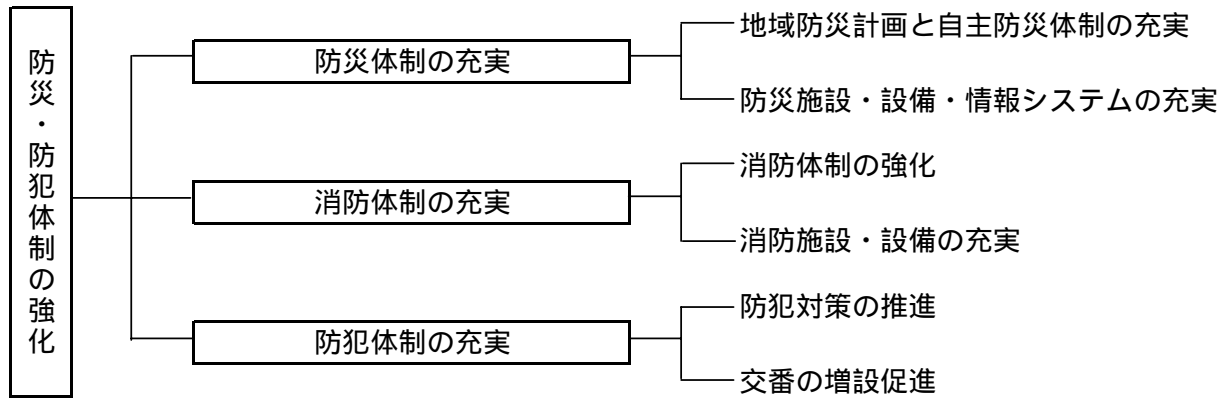 防災・防犯体制の強化
防災体制の充実
地域防災計画と自主防災体制の充実
防災施設・設備・情報システムの充実
消防体制の充実
消防体制の強化
消防施設・設備の充実
防犯体制の充実
防犯対策の推進
交番の増設促進